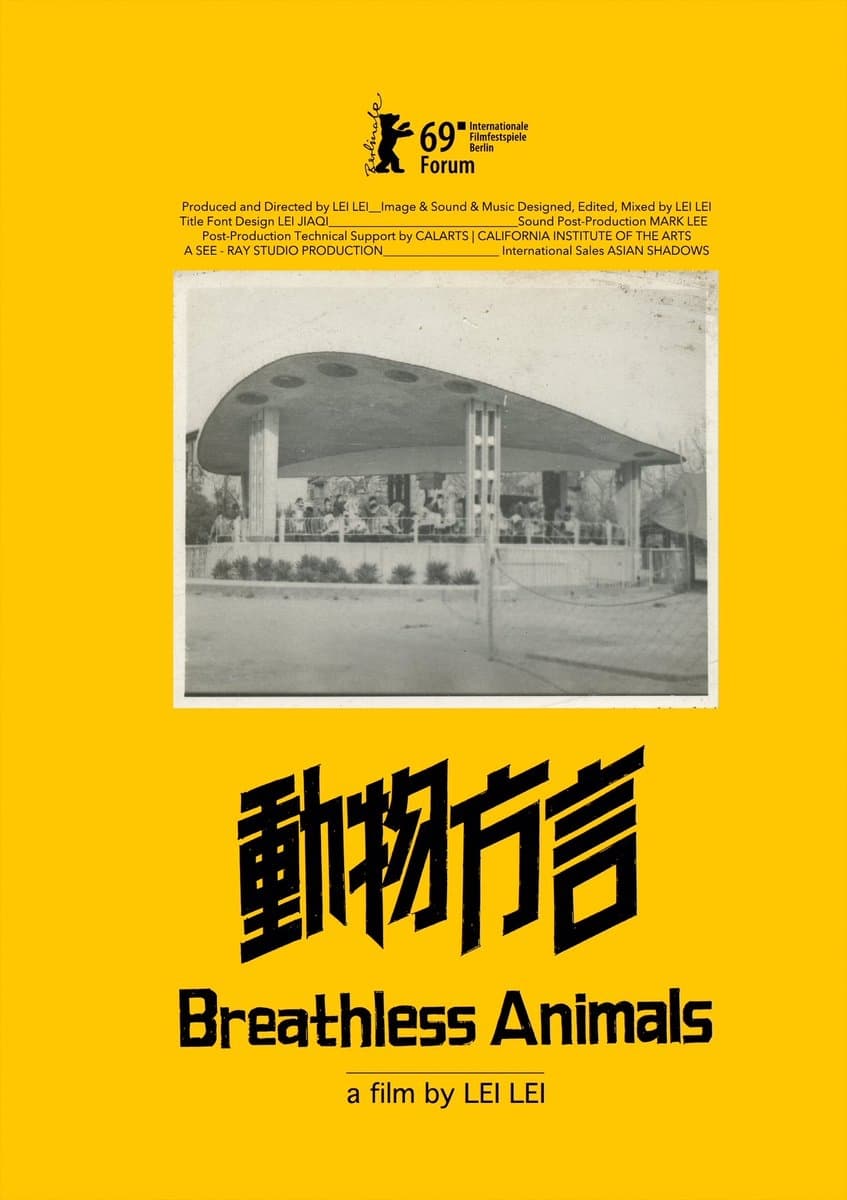 Berlinale
69 Internationale
Filmfestspiele
Berlin
Forum
Produced and Directed by LEI LEI__Image & Sound & Music Designed, Edited, Mixed by LEI LEI
Title Font Design LEI JIAQI____________________________Sound Post-Production MARK LEE
Post-Production Technical Support by CALARTS | CALIFORNIA INSTITUTE OF THE ARTS
A SEE - RAY STUDIO PRODUCTION_________________ International Sales ASIAN SHADOWS
動物方言
Breathless Animals
a film by LEI LEI